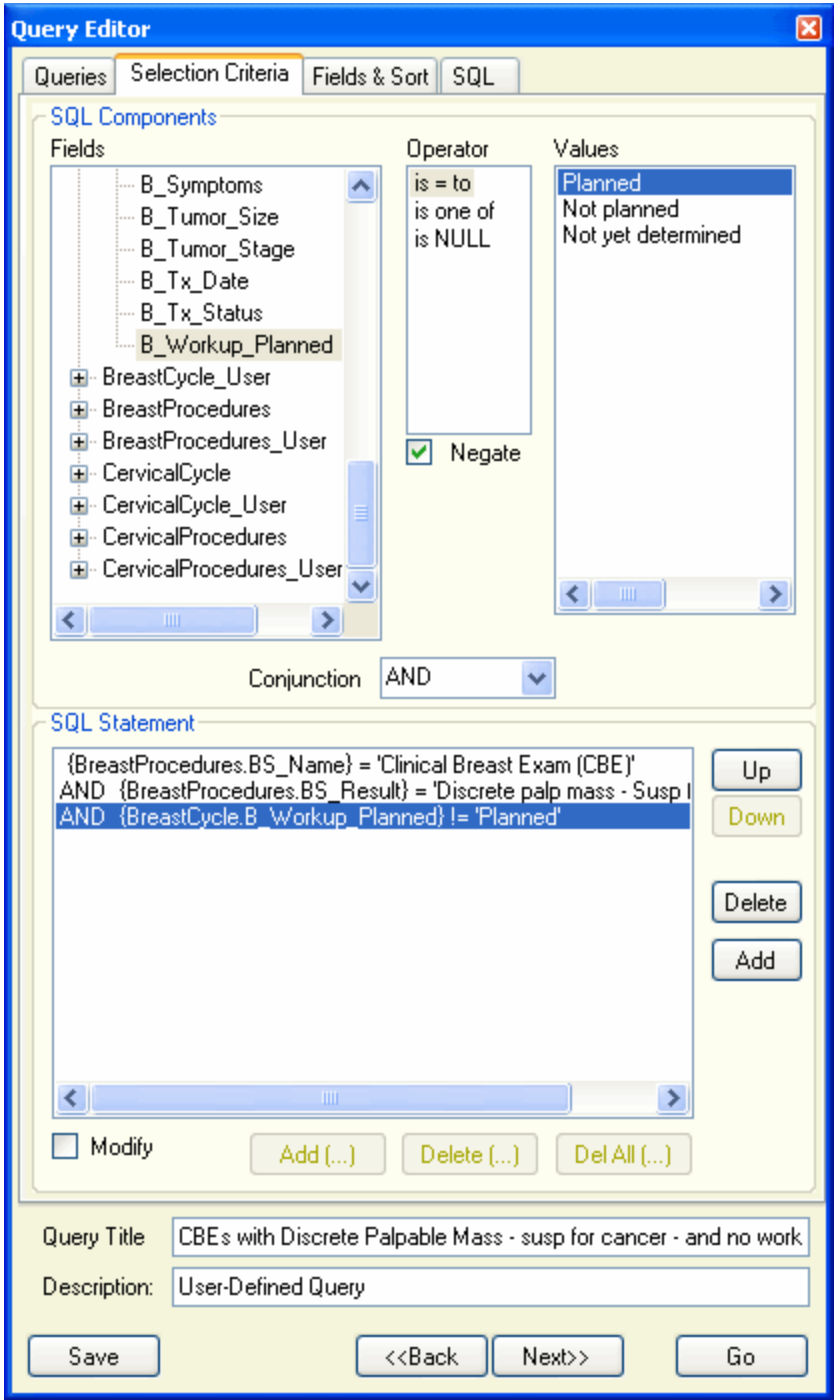 Query Editor
Queries Selection Criteria Fields & Sort SQL
SQL Components
Fields Operator Values
B_Symptoms
B_Tumor_Size
B_Tumor_Stage
B_Tx_Date
B_Tx_Status
B_Workup_Planned
BreastCycle_User
BreastProcedures
BreastProcedures_User
CervicalCycle
CervicalCycle_User
CervicalProcedures
CervicalProcedures_User
is = to
is one of
is NULL
Negate
Planned
Not planned
Not yet determined
Conjunction AND
SQL Statement
{BreastProcedures.BS_Name} = 'Clinical Breast Exam (CBE)'
AND {BreastProcedures.BS_Result} = 'Discrete palp mass - Susp
AND {BreastCycle.B_Workup_Planned} != 'Planned'
Up
Down
Delete
Add
Modify Add (...) Delete (...) Del All (...)
Query Title CBEs with Discrete Palpable Mass - susp for cancer - and no work
Description: User-Defined Query
Save <<Back Next>> Go